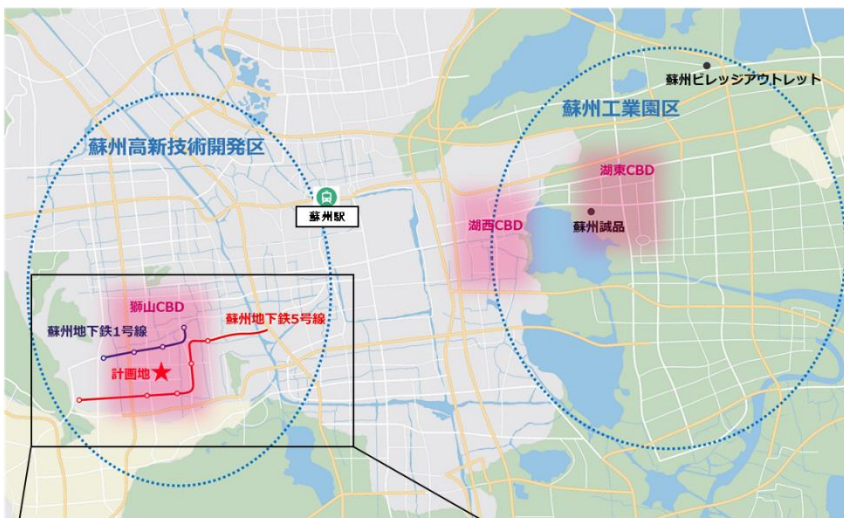 蘇州ビレッジアウトレット
蘇州工業園区
蘇州高新技術開発区
湖東CBD
蘇州駅
湖西CBD
蘇州誠品
獅山CBD
蘇州地下鉄5号線
蘇州地下鉄1号線
計画地